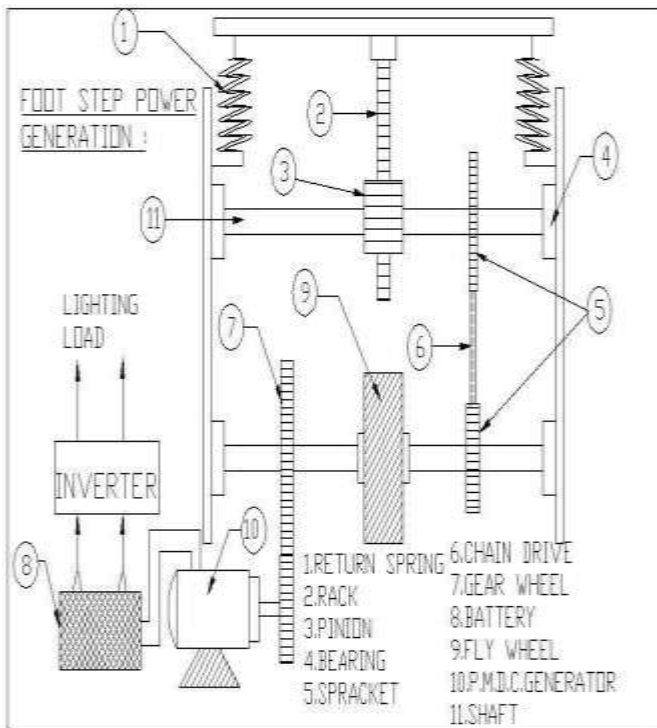 1
FOOT STEP POWER
GENERATION :
2
3
4
11
LIGHTING
LOAD
7
9
6
5
INVERTER
8
10
1.RETURN SPRING
2.RACK
3.PINION
4.BEARING
5.SPRACKET
6.CHAIN DRIVE
7.GEAR WHEEL
8.BATTERY
9.FLY WHEEL
10.P.M.D.C.GENERATOR
11.SHAFT